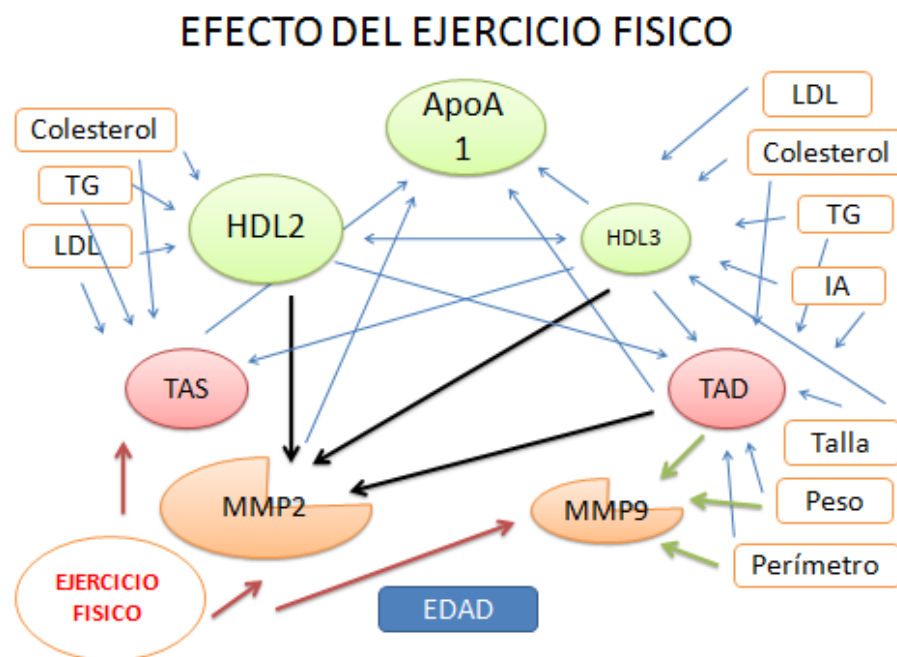 EFECTO DEL EJERCICIO FISICO
Colesterol
TG
LDL
HDL2
ApoA
1
HDL3
LDL
Colesterol
TG
IA
TAS
TAD
Talla
Peso
Perímetro
MMP2
MMP9
EJERCICIO
FISICO
EDAD